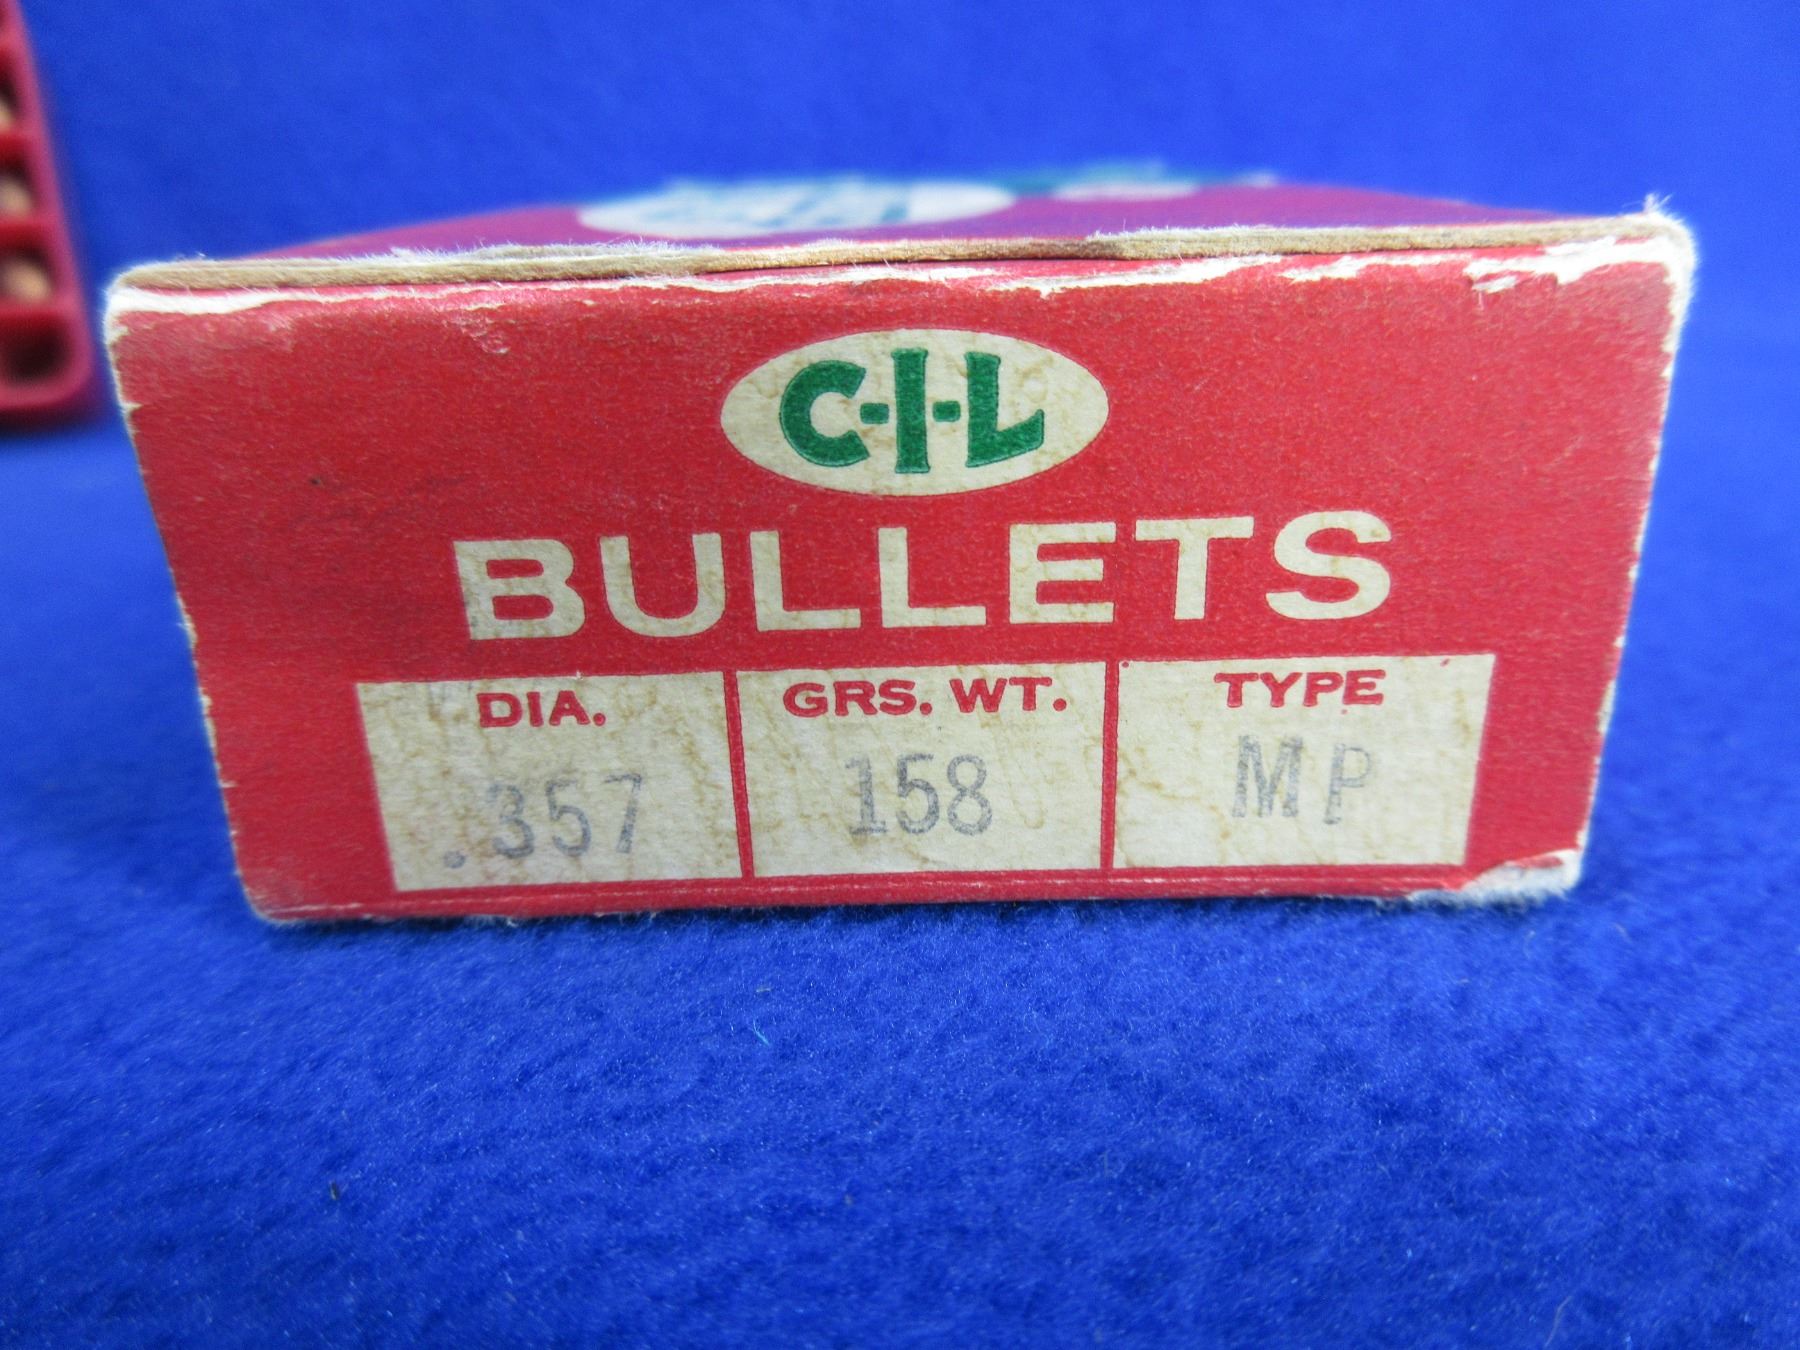 C-I-L
BULLETS
DIA. GRS. WT. TYPE
.357 158 MP